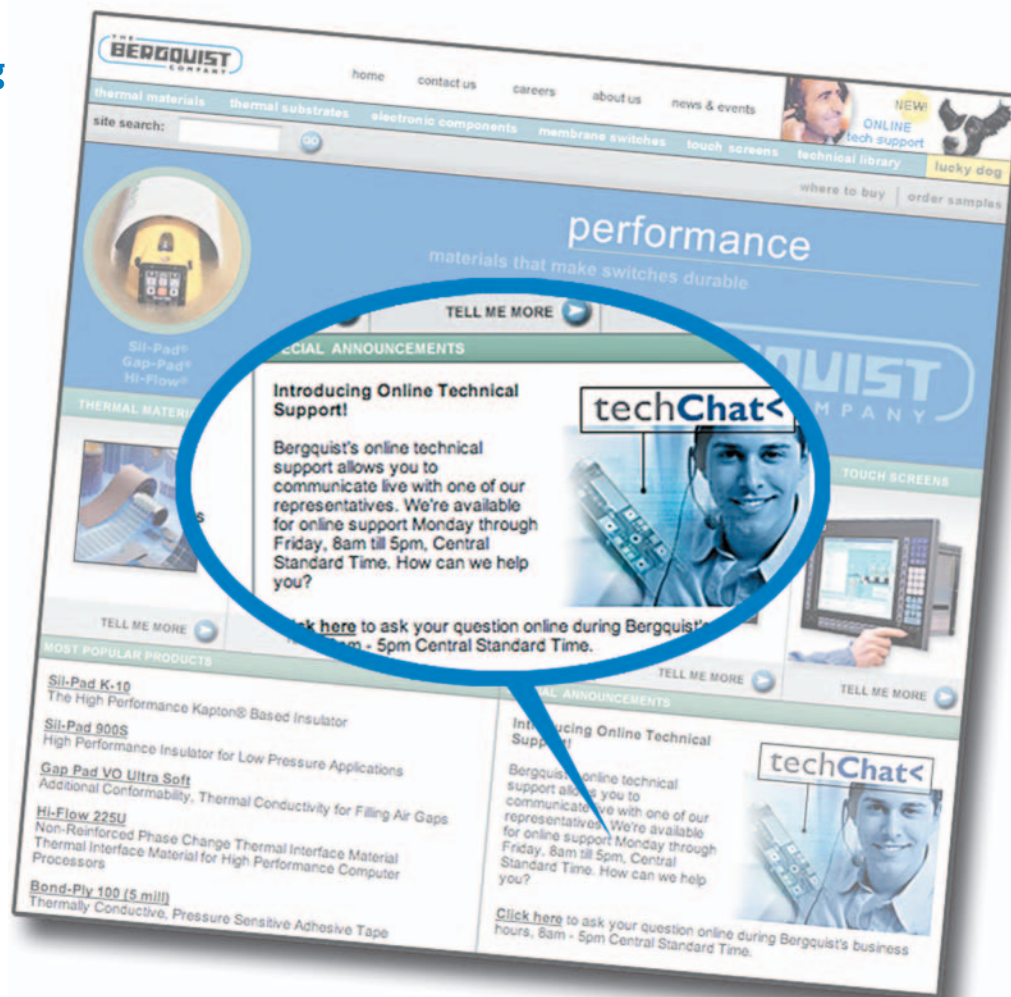 g
THE
BERGQUIST
COMPANY
home contact us careers about us news & events
NEW!
ONLINE
tech support
thermal materials thermal substrates electronic components membrane switches touch screens technical library lucky dog
site search: GO
where to buy | order samples
performance
materials that make switches durable
Sil-Pad®
Gap-Pad®
Hi-Flow®
QUIST
MPANY
TELL ME MORE
ECIAL ANNOUNCEMENTS
Introducing Online Technical
Support!
Bergquist's online technical
support allows you to
communicate live with one of our
representatives. We're available
for online support Monday through
Friday, 8am till 5pm, Central
Standard Time. How can we help
you?
ck here to ask your question online during Bergquist's
m - 5pm Central Standard Time.
techChat<
THERMAL MATERI
s
TOUCH SCREENS
TELL ME MORE
TELL ME MORE
TELL ME MORE
MOST POPULAR PRODUCTS
Sil-Pad K-10
The High Performance Kapton® Based Insulator
Sil-Pad 900S
High Performance Insulator for Low Pressure Applications
Gap Pad VO Ultra Soft
Additional Conformability, Thermal Conductivity for Filling Air Gaps
Hi-Flow 225U
Non-Reinforced Phase Change Thermal Interface Material
Thermal Interface Material for High Performance Computer
Processors
Bond-Ply 100 (5 mill)
Thermally Conductive, Pressure Sensitive Adhesive Tape
IAL ANNOUNCEMENTS
Int ucing Online Technical
Supp t!
Bergquis online technical
support allo s you to
communicate ve with one of our
representatives. We're available
for online support Monday through
Friday, 8am till 5pm, Central
Standard Time. How can we help
you?
techChat<
Click here to ask your question online during Bergquist's business
hours, 8am - 5pm Central Standard Time.